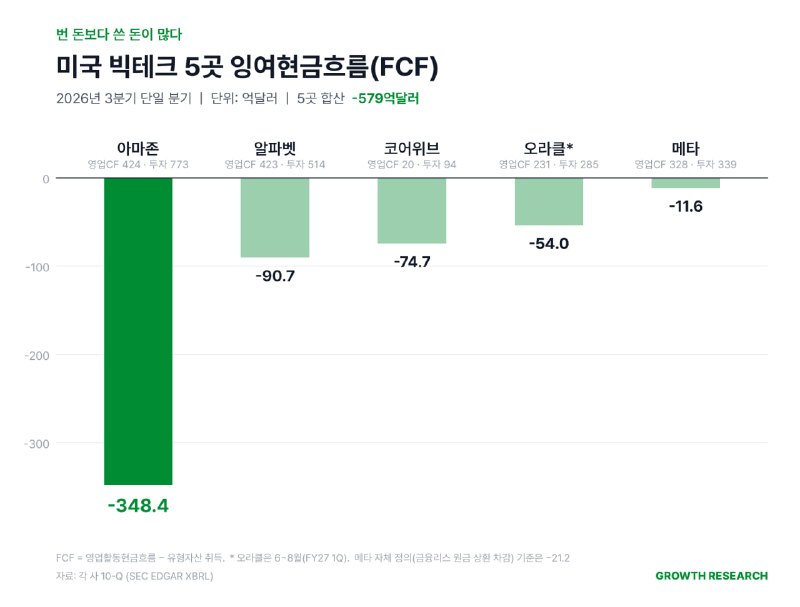 번 돈보다 쓴 돈이 많다
미국 빅테크 5곳 잉여현금흐름(FCF)
2026년 3분기 단일 분기 | 단위: 억달러 | 5곳 합산 -579억달러
아마존 알파벳 코어위브 오라클* 메타
영업CF 424 · 투자 773 영업CF 423 · 투자 514 영업CF 20 · 투자 94 영업CF 231 · 투자 285 영업CF 328 · 투자 339
0
-11.6
-54.0
-74.7
-100
-90.7
-200
-300
-348.4
FCF = 영업활동현금흐름 − 유형자산 취득. * 오라클은 6~8월(FY27 1Q). 메타 자체 정의(금융리스 원금 상환 차감) 기준은 −21.2
자료: 각 사 10-Q (SEC EDGAR XBRL)
GROWTH RESEARCH